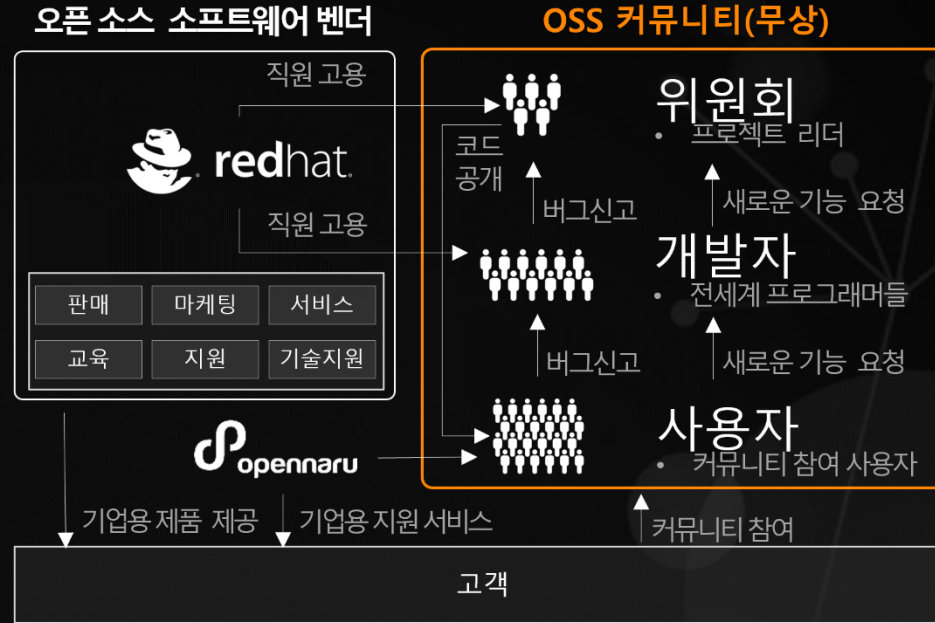 오픈 소스 소프트웨어 벤더
OSS 커뮤니티(무상)
직원 고용
redhat.
직원 고용
판매
마케팅
서비스
교육
지원
기술지원
opennaru
기업용 제품 제공
기업용 지원 서비스
코드
공개
위원회
• 프로젝트 리더
버그신고
새로운 기능 요청
개발자
• 전세계 프로그래머들
버그신고
새로운 기능 요청
사용자
• 커뮤니티 참여 사용자
커뮤니티 참여
고객